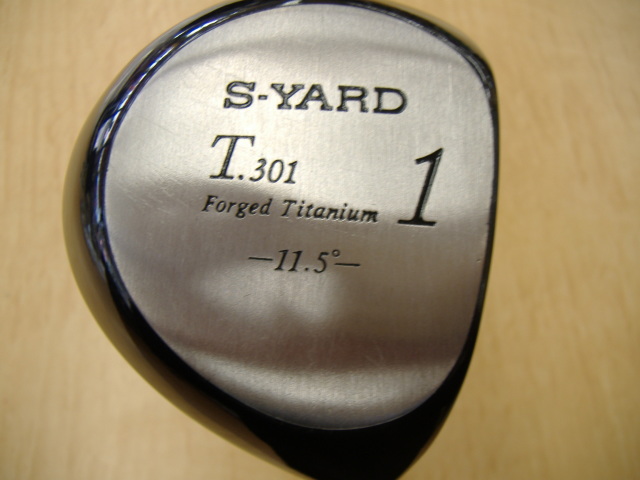 S-YARD
T.301 1
Forged Titanium
-11.5°-